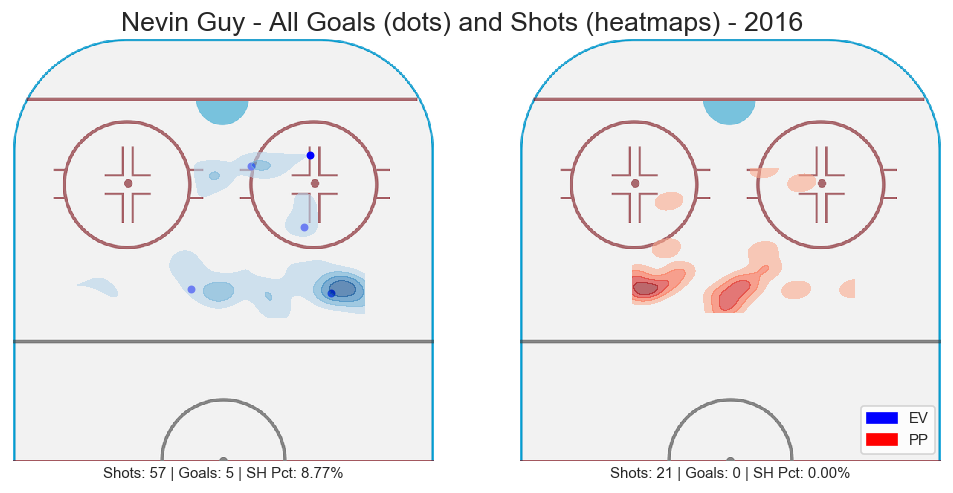 Nevin Guy - All Goals (dots) and Shots (heatmaps) - 2016
EV
PP
Shots: 57 | Goals: 5 | SH Pct: 8.77%
Shots: 21 | Goals: 0 | SH Pct: 0.00%